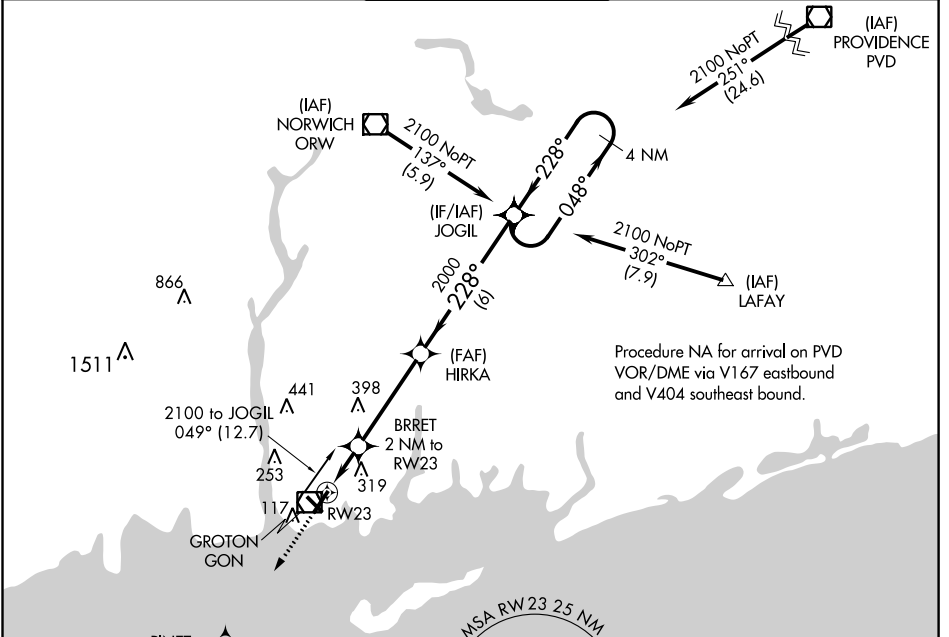 (IAF)
PROVIDENCE
PVD
2100 NoPT
251°
(24.6)
(IAF)
NORWICH
ORW
2100 NoPT
137°
(5.9)
228°
4 NM
048°
(IF/IAF)
JOGIL
2100 NoPT
302°
(7.9)
(IAF)
LAFAY
2000
228°
(6)
866
1511
(FAF)
HIRKA
Procedure NA for arrival on PVD
VOR/DME via V167 eastbound
and V404 southeast bound.
441
398
2100 to JOGIL
049° (12.7)
BRRET
2 NM to
RW23
253
319
117
RW23
GROTON
GON
MSA RW23 25 NM